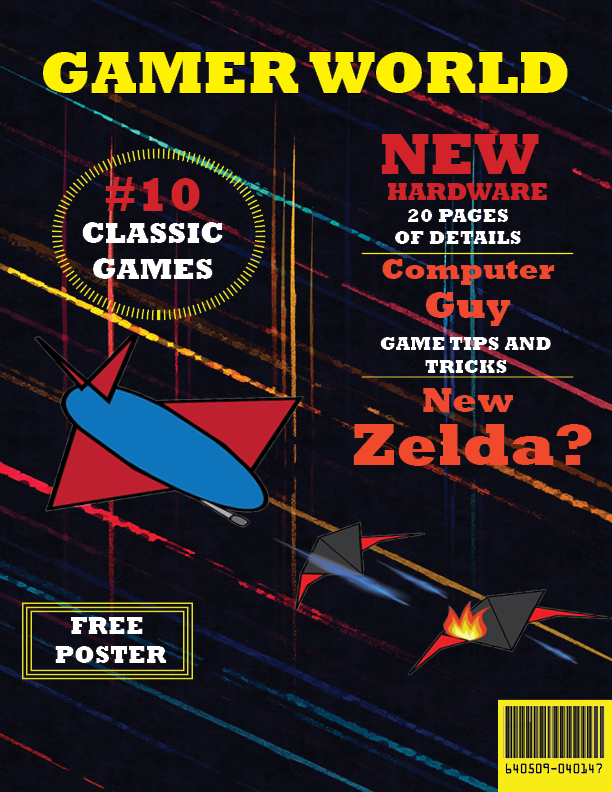 GAMER WORLD
#10
CLASSIC
GAMES
NEW
HARDWARE
20 PAGES
OF DETAILS
Computer
Guy
GAME TIPS AND
TRICKS
New
Zelda?
FREE
POSTER
640509-040147